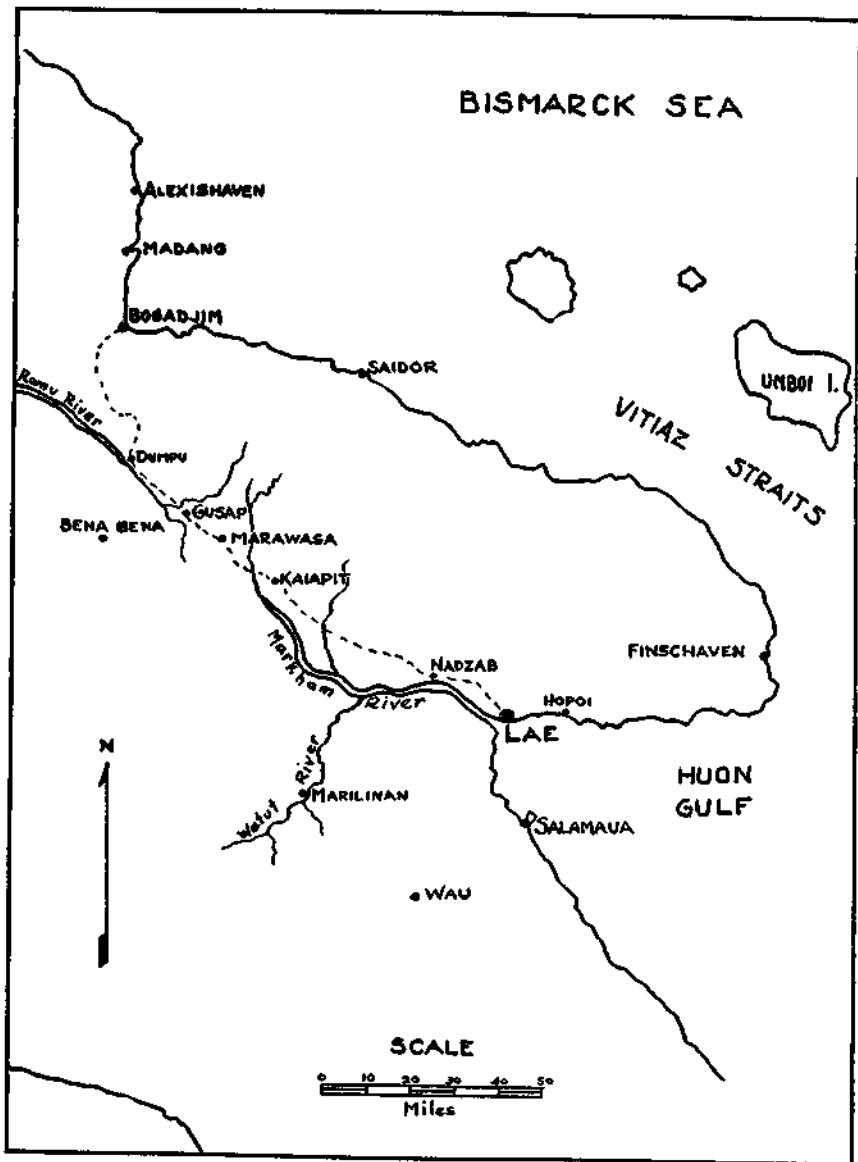 BISMARCK SEA
ALEXISHAVEN
MADANG
BOGADJIM
SAIDOR
UMBOI I.
VITIAZ
STRAITS
Ramu River
DUMPU
GUSAP
BENA BENA
MARAWASA
KAIAPIT
FINSCHAVEN
NADZAB
Markham
River
HOPOI
LAE
N
HUON
GULF
Watut River
MARILINAN
SALAMAUA
WAU
SCALE
0 10 20 30 40 50
Miles